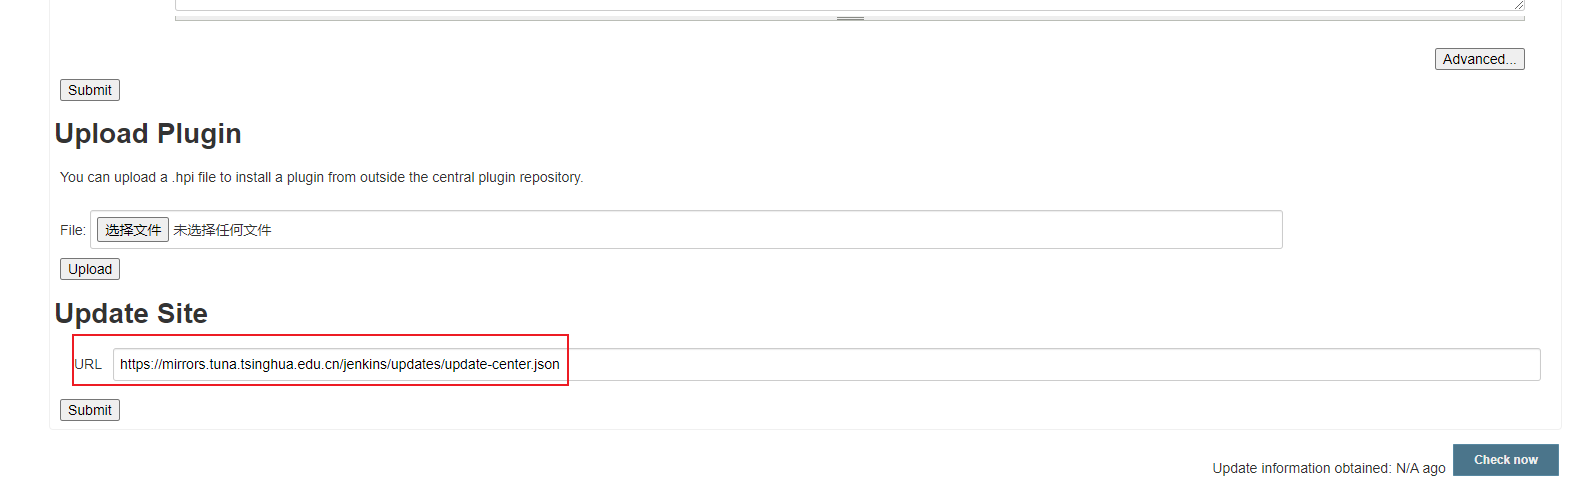 Advanced...
Submit
Upload Plugin
You can upload a .hpi file to install a plugin from outside the central plugin repository.
File: 选择文件 未选择任何文件
Upload
Update Site
URL https://mirrors.tuna.tsinghua.edu.cn/jenkins/updates/update-center.json
Submit
Update information obtained: N/A ago Check now